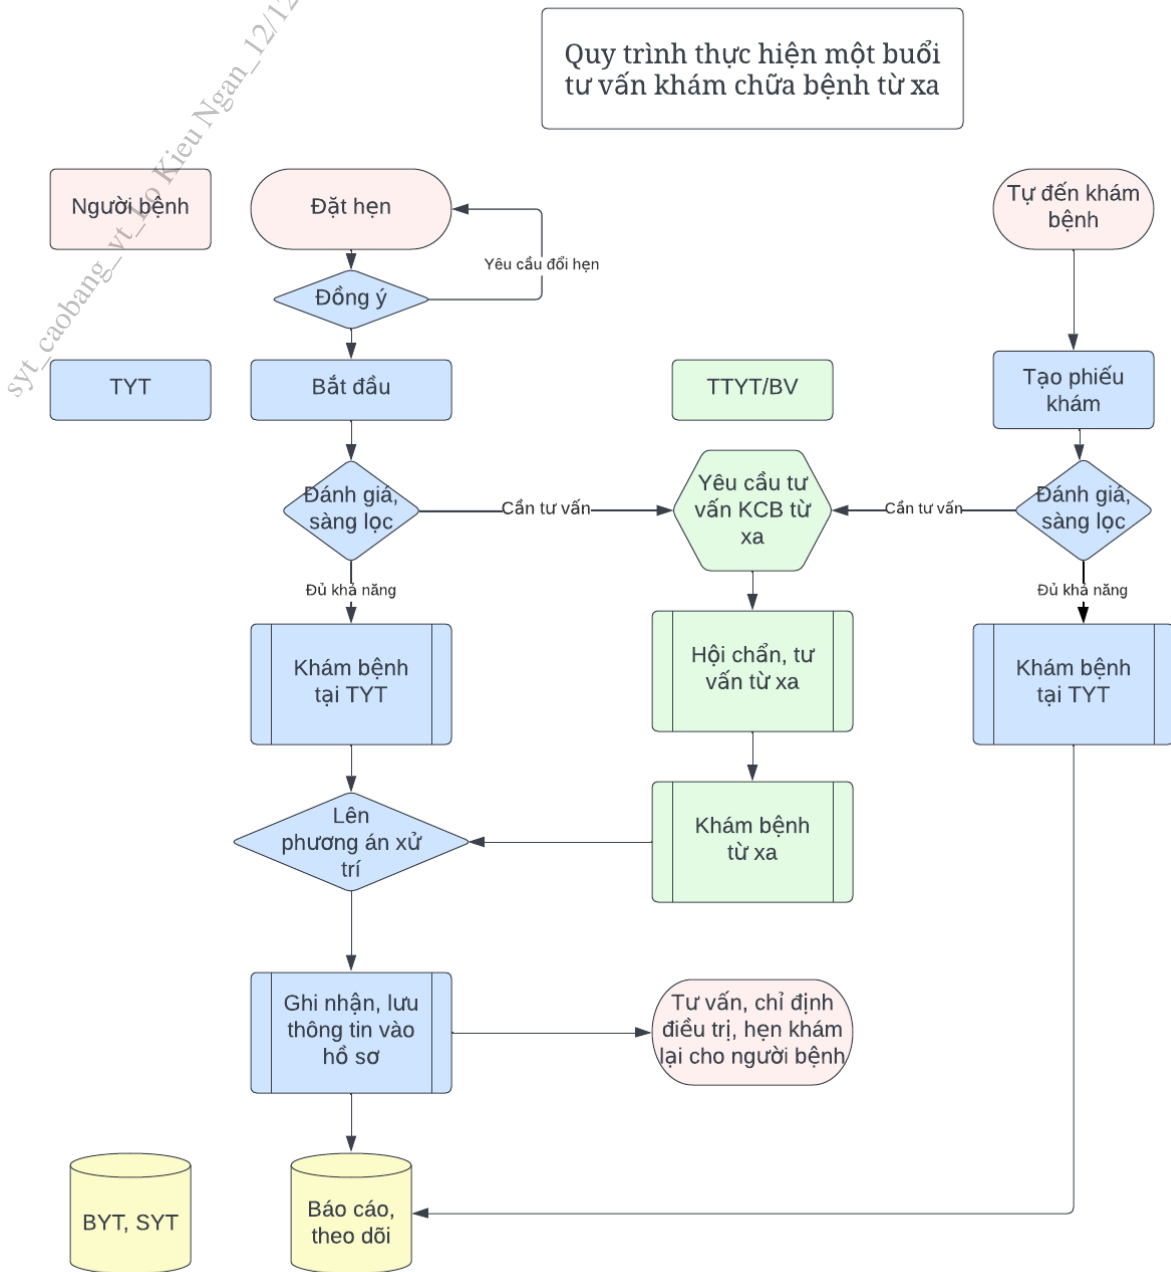 syt_caobang_vt_
Kieu Ngan_12/12
Quy trình thực hiện một buổi
tư vấn khám chữa bệnh từ xa
Người bệnh
Đặt hẹn
Tự đến khám
bệnh
Yêu cầu đổi hẹn
Đồng ý
TYT
Bắt đầu
TTYT/BV
Tạo phiếu
khám
Đánh giá,
sàng lọc
Cần tư vấn
Yêu cầu tư
vấn KCB từ
xa
Cần tư vấn
Đánh giá,
sàng lọc
Đủ khả năng
Đủ khả năng
Khám bệnh
tại TYT
Hội chẩn, tư
vấn từ xa
Khám bệnh
tại TYT
Lên
phương án xử
trí
Khám bệnh
từ xa
Ghi nhận, lưu
thông tin vào
hồ sơ
Tư vấn, chỉ định
điều trị, hẹn khám
lại cho người bệnh
BYT, SYT
Báo cáo,
theo dõi